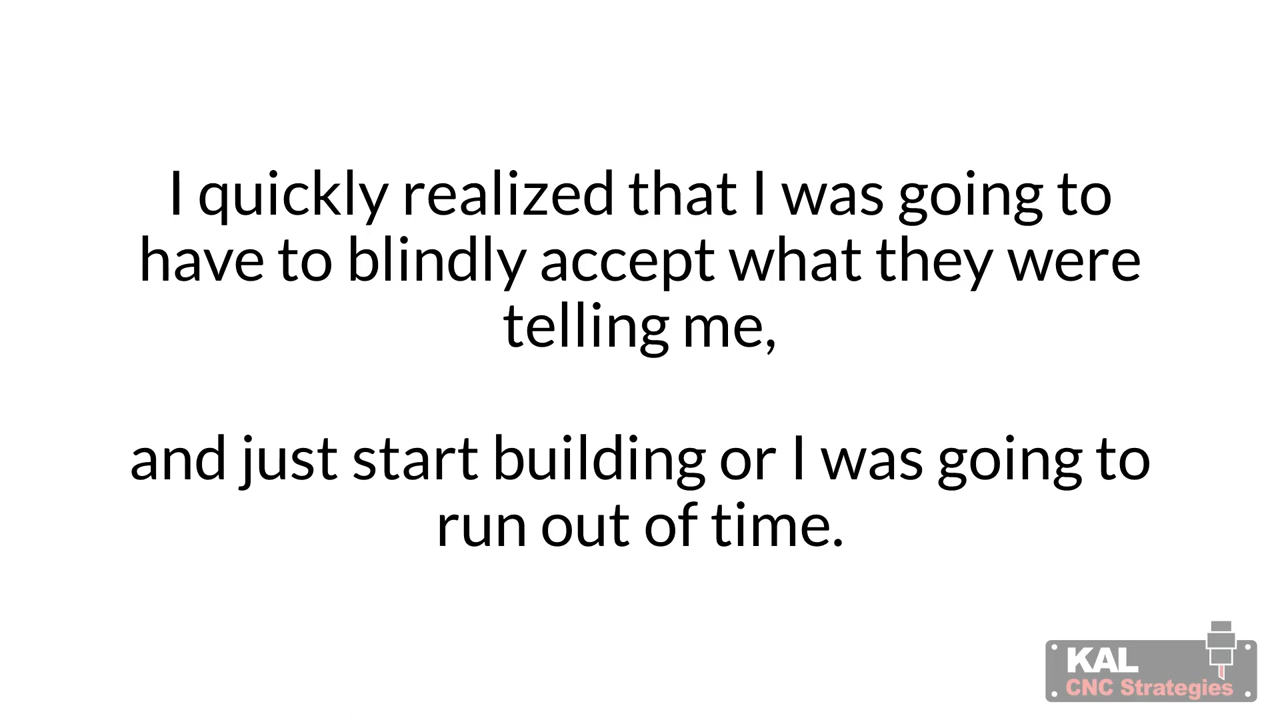 I quickly realized that I was going to
have to blindly accept what they were
telling me,
and just start building or I was going to
run out of time.
KAL
CNC Strategies